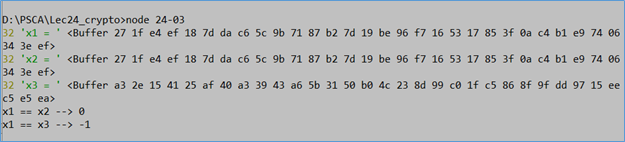 D:\PSCA\Lec24_crypto>node 24-03
32 'x1 = ' <Buffer 27 1f e4 ef 18 7d da c6 5c 9b 71 87 b2 7d 19 be 96 f7 16 53 17 85 3f 0a c4 b1 e9 74 06
34 3e ef>
32 'x2 = ' <Buffer 27 1f e4 ef 18 7d da c6 5c 9b 71 87 b2 7d 19 be 96 f7 16 53 17 85 3f 0a c4 b1 e9 74 06
34 3e ef>
32 'x3 = ' <Buffer a3 2e 15 41 25 af 40 a3 39 43 a6 5b 31 50 b0 4c 23 8d 99 c0 1f c5 86 8f 9f dd 97 15 ee
c5 e5 ea>
x1 == x2 --> 0
x1 == x3 --> -1